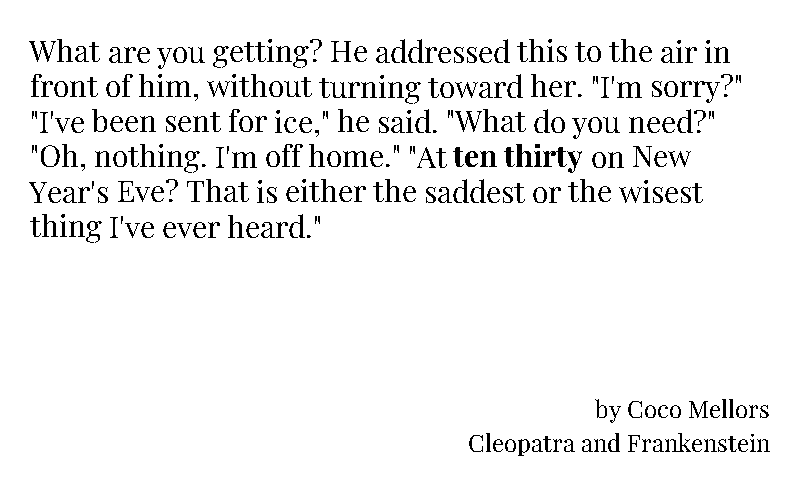 What are you getting? He addressed this to the air in
front of him, without turning toward her. "I'm sorry?"
"I've been sent for ice," he said. "What do you need?"
"Oh, nothing. I'm off home." "At ten thirty on New
Year's Eve? That is either the saddest or the wisest
thing I've ever heard."
by Coco Mellors
Cleopatra and Frankenstein